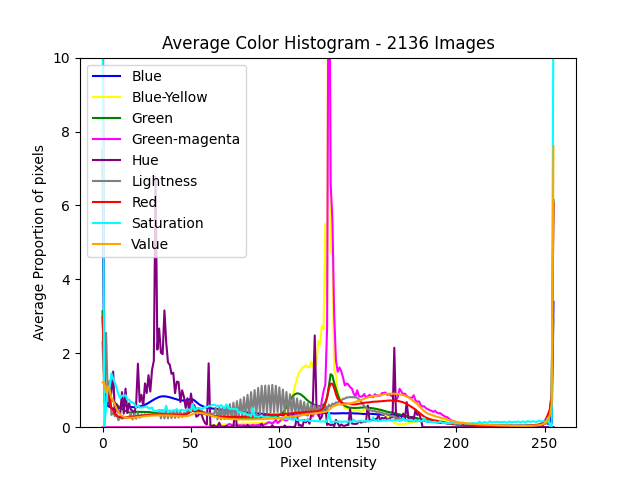 Average Color Histogram - 2136 Images
Average Proportion of pixels
10
8
6
4
2
0
Blue
Blue-Yellow
Green
Green-magenta
Hue
Lightness
Red
Saturation
Value
0 50 100 150 200 250
Pixel Intensity